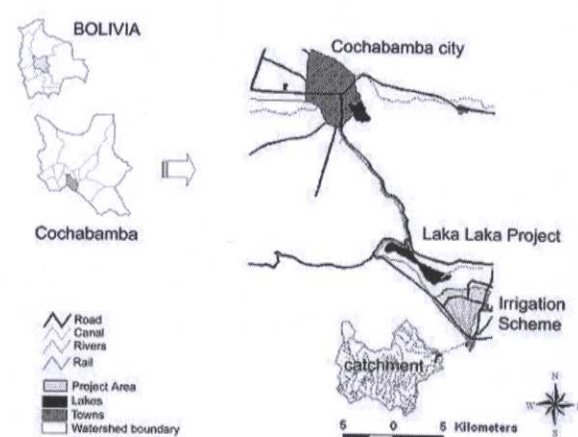 BOLIVIA
Cochabamba
Cochabamba city
Laka Laka Project
Irrigation
Scheme
catchment
Road
Canal
Rivers
Rail
Project Area
Lakes
Towns
Watershed boundary
5 0 5 Kilometers
N
W
S